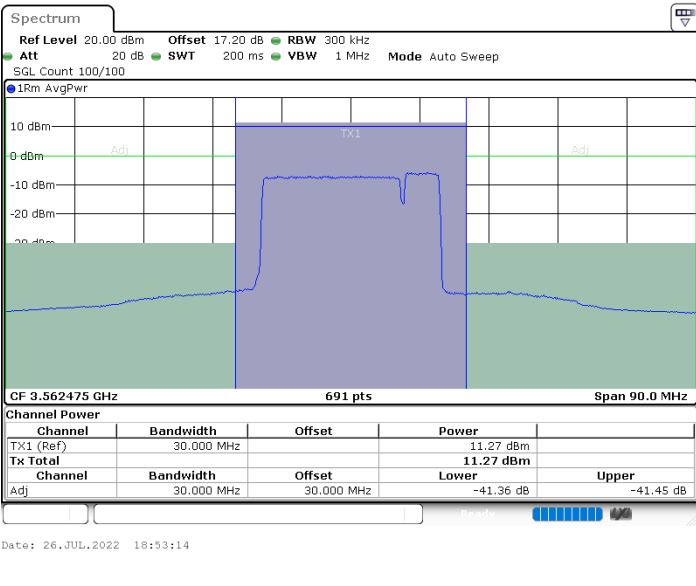 Spectrum
Ref Level 20.00 dBm Offset 17.20 dB RBW 300 kHz
Att 20 dB SWT 200 ms VBW 1 MHz Mode Auto Sweep
SGL Count 100/100
1Rm AvgPwr
10 dBm
TX1
Adj Adj
0 dBm
-10 dBm
-20 dBm
-30 dBm
CF 3.562475 GHz 691 pts Span 90.0 MHz
Channel Power
Channel Bandwidth Offset Power
TX1 (Ref) 30.000 MHz 11.27 dBm
Tx Total 11.27 dBm
Channel Bandwidth Offset Lower Upper
Adj 30.000 MHz 30.000 MHz -41.36 dB -41.45 dB
Ready
Date: 26.JUL.2022 18:53:14